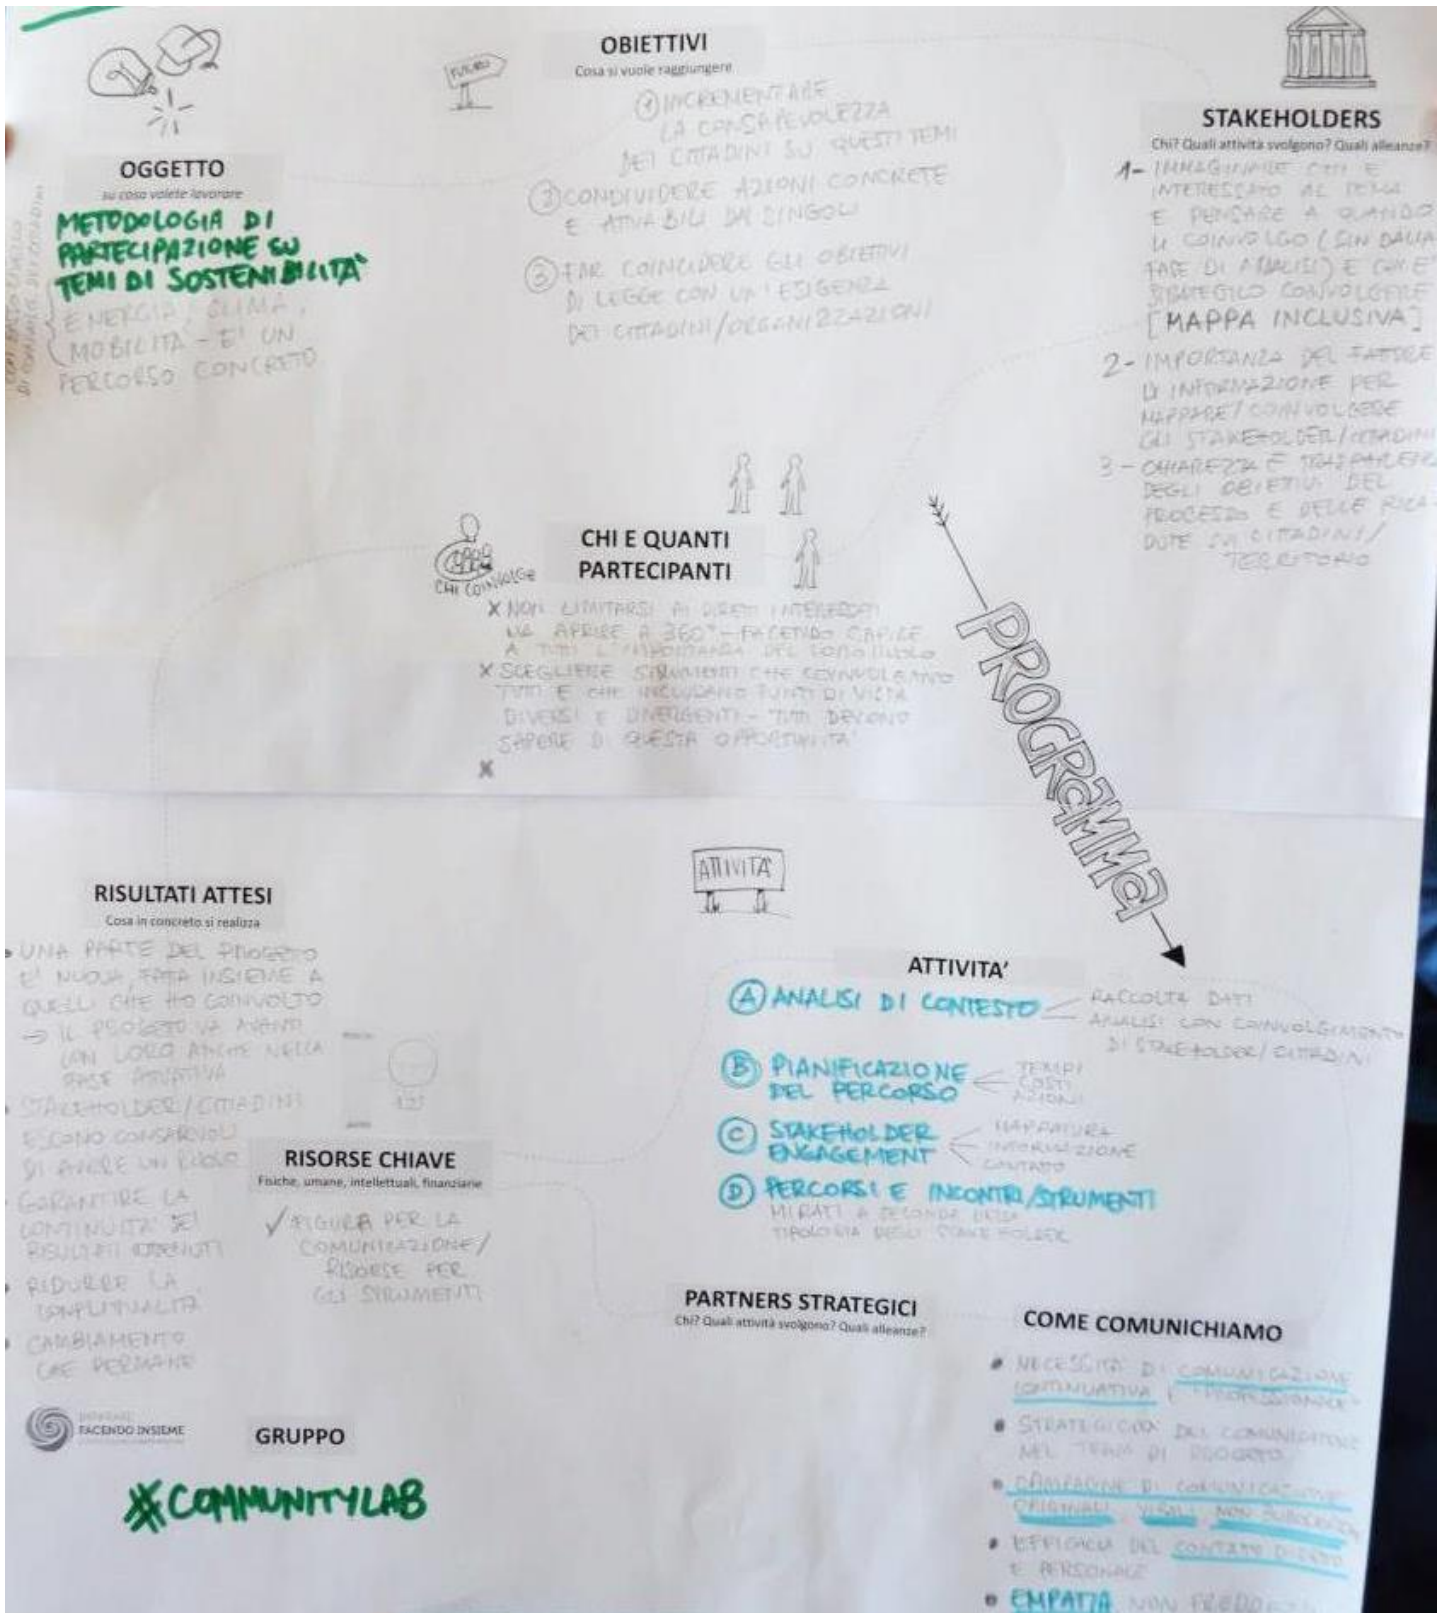 OGGETTO
su cosa volete lavorare
METODOLOGIA DI
PARTECIPAZIONE SU
TEMI DI SOSTENIBILITA'
ENERGIA, CLIMA,
MOBILITA' - E' UN
PERCORSO CONCRETO
FUTURO
OBIETTIVI
Cosa si vuole raggiungere
① INCREMENTARE
LA CONSAPEVOLEZZA
DEI CITTADINI SU QUESTI TEMI
② CONDIVIDERE AZIONI CONCRETE
E ATTIVABILI DAI SINGOLI
③ FAR COINCIDERE GLI OBIETTIVI
DI LEGGE CON UN'ESIGENZA
DEI CITTADINI/ORGANIZZAZIONI
STAKEHOLDERS
Chi? Quali attività svolgono? Quali alleanze?
1- IMMAGINARE CHI E'
INTERESSATO AL TEMA
E PENSARE A QUANDO
LI COINVOLGO (SIN DALLA
FASE DI ANALISI) E CHI E'
STRATEGICO COINVOLGERE
[MAPPA INCLUSIVA]
2- IMPORTANZA DEL FATTORE
INFORMAZIONE PER
MAPPARE/COINVOLGERE
GLI STAKEHOLDER/CITTADINI
3- CHIAREZZA E TRASPARENZA
DEGLI OBIETTIVI DEL
PROCESSO E DELLE RICA-
DUTE SU CITTADINI/
TERRITORIO
CHI COINVOLGE
CHI E QUANTI
PARTECIPANTI
X NON LIMITARSI AI DIRETTI INTERESSATI
MA APRIRE A 360° - FACENDO CAPIRE
A TUTTI L'IMPORTANZA DEL LORO RUOLO
X SCEGLIERE STRUMENTI CHE COINVOLGANO
TUTTI E CHE INCLUDANO PUNTI DI VISTA
DIVERSI E DIVERGENTI - TUTTI DEVONO
SAPERE DI QUESTA OPPORTUNITA'
X
PROGRAMMA
RISULTATI ATTESI
Cosa in concreto si realizza
UNA PARTE DEL PROGETTO
E' NUOVA, FATTA INSIEME A
QUELLI CHE HO COINVOLTO
→ IL PROGETTO VA AVANTI
CON LORO ANCHE NELLA
FASE ATTUATIVA
STAKEHOLDER/CITTADINI
ESCONO CONSAPEVOLI
DI AVERE UN RUOLO
GARANTIRE LA
CONTINUITA' DEI
RISULTATI OTTENUTI
RIDURRE LA
CONFLITTUALITA'
CAMBIAMENTO
CHE PERMANE
RISORSE CHIAVE
Fisiche, umane, intellettuali, finanziarie
✓ FIGURA PER LA
COMUNICAZIONE/
RISORSE PER
GLI STRUMENTI
ATTIVITA'
ATTIVITA'
Ⓐ ANALISI DI CONTESTO
RACCOLTA DATI
ANALISI CON COINVOLGIMENTO
DI STAKEHOLDER/CITTADINI
Ⓑ PIANIFICAZIONE
DEL PERCORSO
TEMPI
COSTI
AZIONI
Ⓒ STAKEHOLDER
ENGAGEMENT
MAPPATURA
INFORMAZIONE
CONTATTO
Ⓓ PERCORSI E INCONTRI/STRUMENTI
MIRATI A SECONDA DELLA
TIPOLOGIA DEGLI STAKEHOLDER
PARTNERS STRATEGICI
Chi? Quali attività svolgono? Quali alleanze?
COME COMUNICHIAMO
NECESSITA' DI COMUNICAZIONE
CONTINUATIVA E "PROFESSIONALE"
STRATEGICITA' DEL COMUNICATORE
NEL TEAM DI PROGETTO
CAMPAGNE DI COMUNICAZIONE
ORIGINALI, VIRALI, NON
EFFICACIA DEL CONTATTO DIRETTO
E PERSONALE
EMPATIA NON
IMPARARE
FACENDO INSIEME
GRUPPO
#COMMUNITYLAB